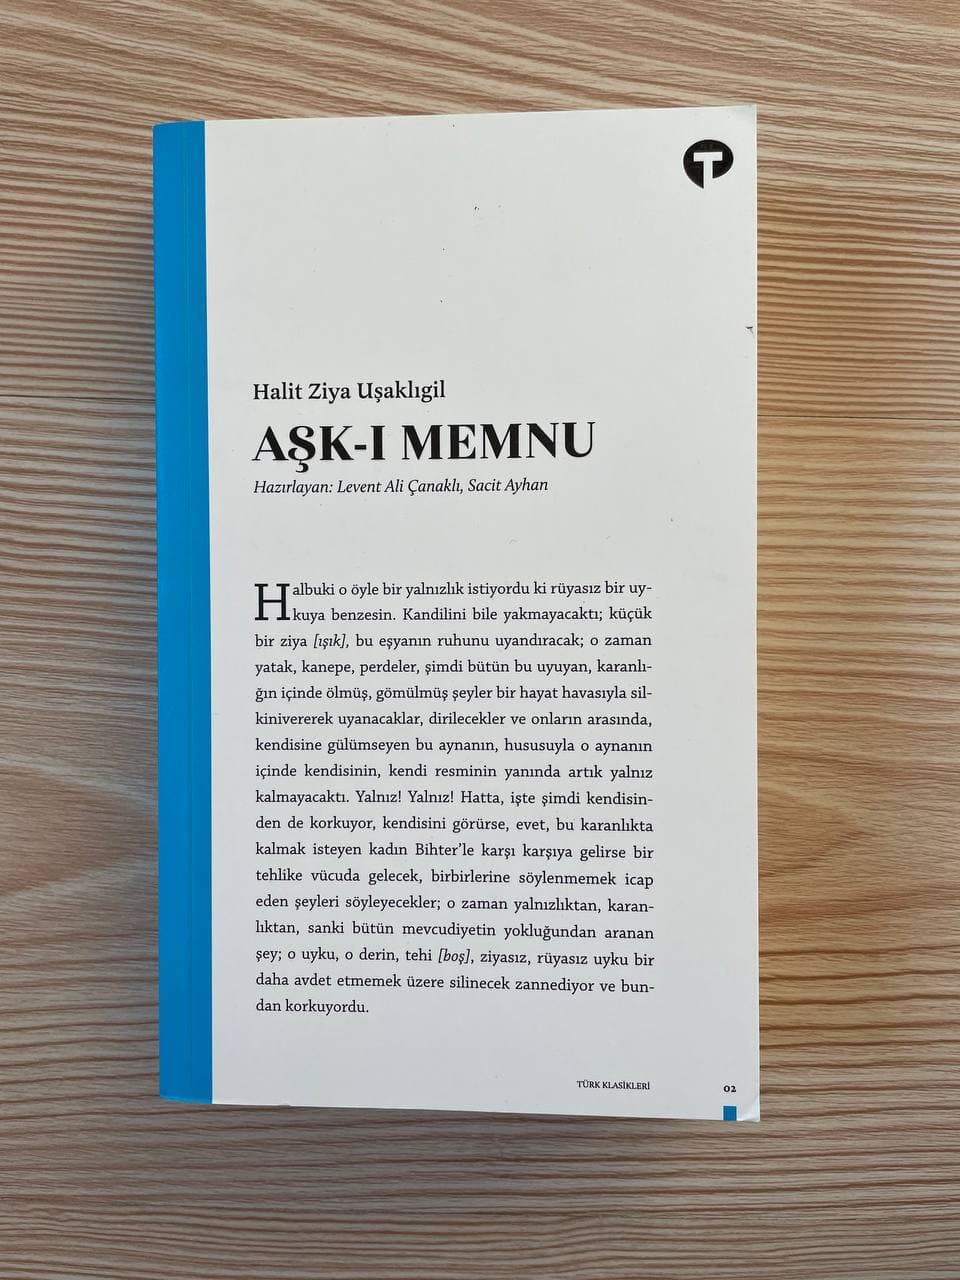 T
Halit Ziya Uşaklıgil
AŞK-I MEMNU
Hazırlayan: Levent Ali Çanaklı, Sacit Ayhan
Halbuki o öyle bir yalnızlık istiyordu ki rüyasız bir uy-
kuya benzesin. Kandilini bile yakmayacaktı; küçük
bir ziya [ışık], bu eşyanın ruhunu uyandıracak; o zaman
yatak, kanepe, perdeler, şimdi bütün bu uyuyan, karanlı-
ğın içinde ölmüş, gömülmüş şeyler bir hayat havasıyla sil-
kinivererek uyanacaklar, dirilecekler ve onların arasında,
kendisine gülümseyen bu aynanın, hususuyla o aynanın
içinde kendisinin, kendi resminin yanında artık yalnız
kalmayacaktı. Yalnız! Yalnız! Hatta, işte şimdi kendisin-
den de korkuyor, kendisini görürse, evet, bu karanlıkta
kalmak isteyen kadın Bihter’le karşı karşıya gelirse bir
tehlike vücuda gelecek, birbirlerine söylenmemek icap
eden şeyleri söyleyecekler; o zaman yalnızlıktan, karan-
lıktan, sanki bütün mevcudiyetin yokluğundan aranan
şey; o uyku, o derin, tehi [boş], ziyasız, rüyasız uyku bir
daha avdet etmemek üzere silinecek zannediyor ve bun-
dan korkuyordu.
TÜRK KLASİKLERİ
02